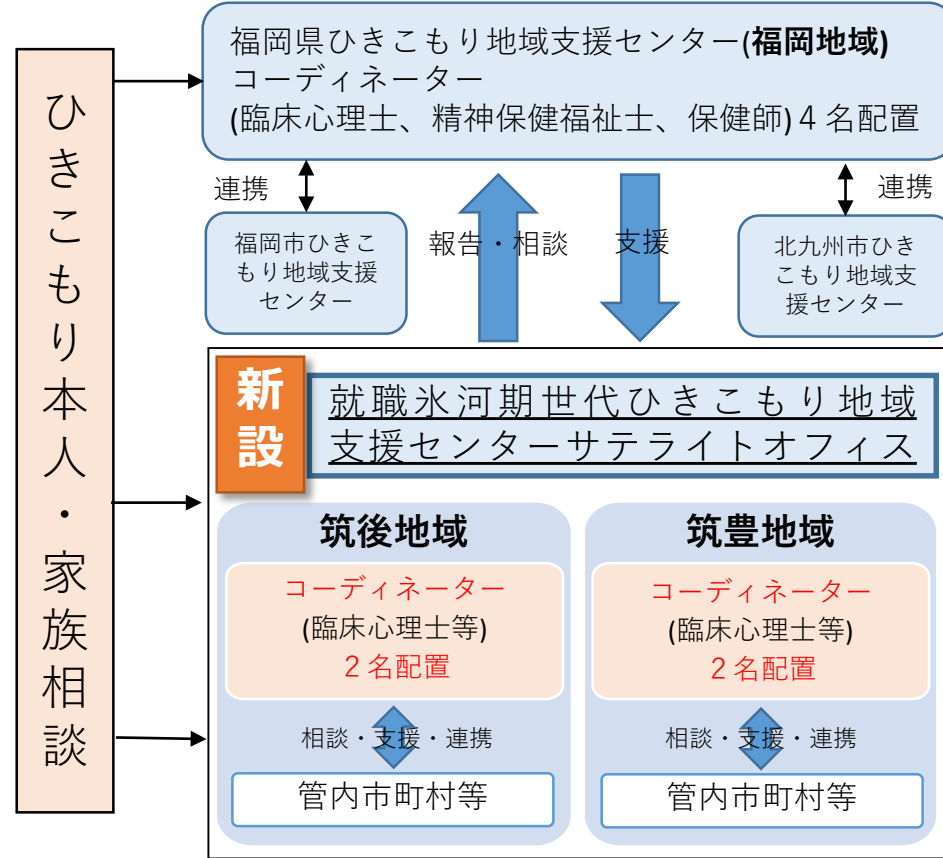 ひきこもり本人・家族相談
福岡県ひきこもり地域支援センター(福岡地域)
コーディネーター
(臨床心理士、精神保健福祉士、保健師)４名配置
連携
報告・相談
支援
連携
福岡市ひきこ
もり地域支援
センター
北九州市ひき
こもり地域支
援センター
新設
就職氷河期世代ひきこもり地域
支援センターサテライトオフィス
筑後地域
コーディネーター
(臨床心理士等)
２名配置
相談・支援・連携
管内市町村等
筑豊地域
コーディネーター
(臨床心理士等)
２名配置
相談・支援・連携
管内市町村等